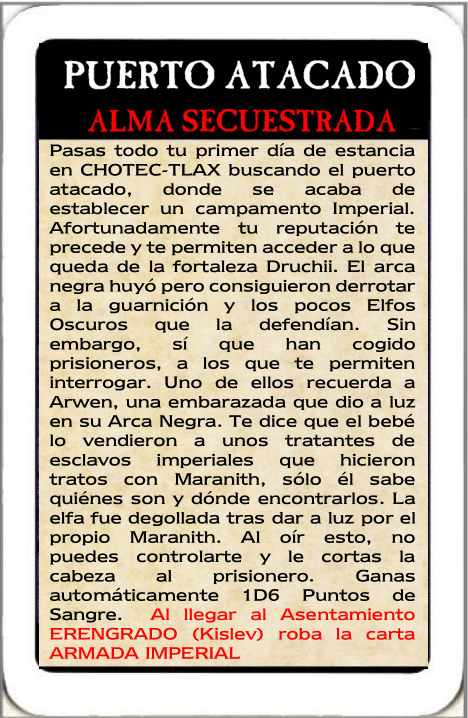 PUERTO ATACADO
ALMA SECUESTRADA
Pasas todo tu primer día de estancia
en CHOTEC-TLAX buscando el puerto
atacado, donde se acaba de
establecer un campamento Imperial.
Afortunadamente tu reputación te
precede y te permiten acceder a lo que
queda de la fortaleza Druchii. El arca
negra huyó pero consiguieron derrotar
a la guarnición y los pocos Elfos
Oscuros que la defendían. Sin
embargo, sí que han cogido
prisioneros, a los que te permiten
interrogar. Uno de ellos recuerda a
Arwen, una embarazada que dio a luz
en su Arca Negra. Te dice que el bebé
lo vendieron a unos tratantes de
esclavos imperiales que hicieron
tratos con Maranith, sólo él sabe
quiénes son y dónde encontrarlos. La
elfa fue degollada tras dar a luz por el
propio Maranith. Al oír esto, no
puedes controlarte y le cortas la
cabeza al prisionero. Ganas
automáticamente 1D6 Puntos de
Sangre. Al llegar al Asentamiento
ERENGRADO (Kislev) roba la carta
ARMADA IMPERIAL